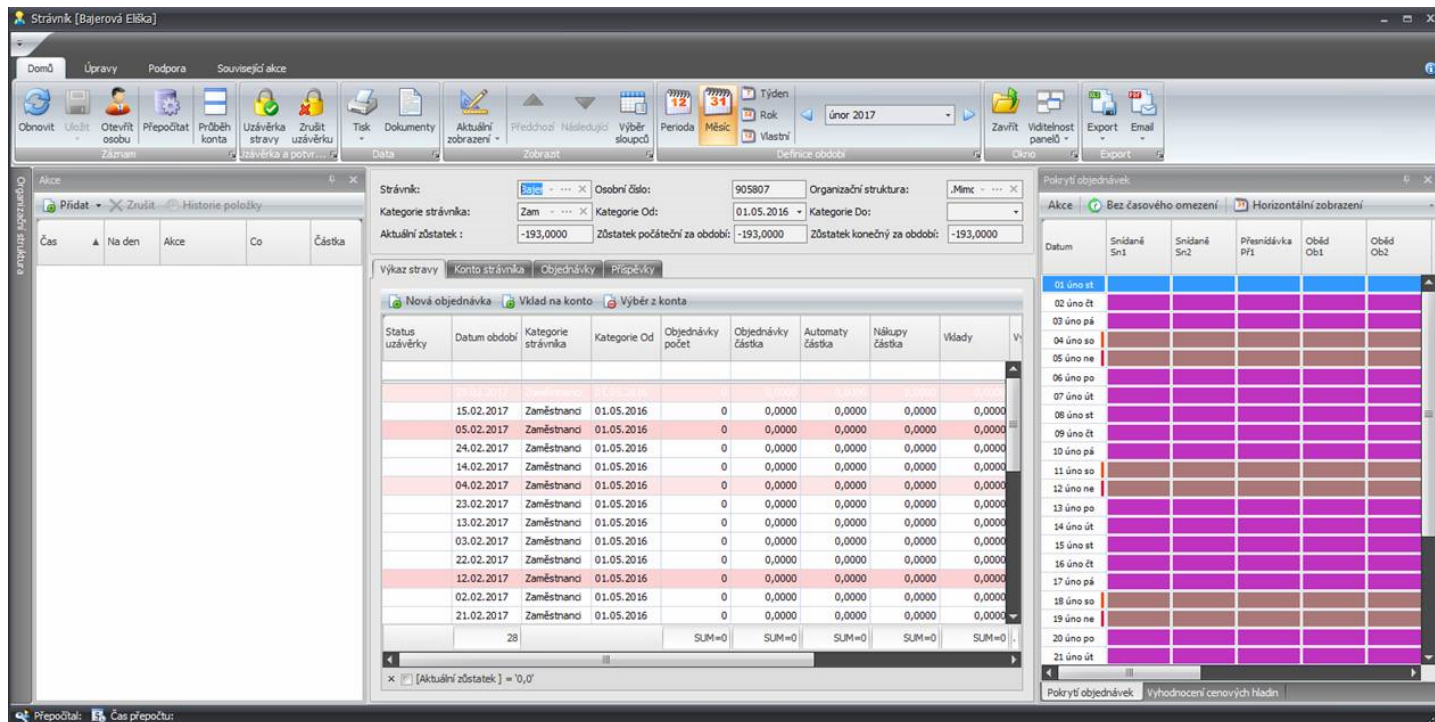 Strávník [Bajerová Eliška]
Domů Úpravy Podpora Související akce
Obnovit Uložit Otevřít osobu Přepočítat Průběh konta
Záznam
Uzávěrka stravy Zrušit uzávěrku
Uzávěrka a potvr...
Tisk Dokumenty
Data
Aktuální zobrazení Předchozí Následující Výběr sloupců
Zobrazit
Perioda Měsíc Týden Rok Vlastní únor 2017
Definice období
Zavřít Viditelnost panelů
Okno
Export Email
Export
Organizační struktura
Akce
Přidat Zrušit Historie položky
Čas Na den Akce Co Částka
Strávník: Bajer Osobní číslo: 905807 Organizační struktura: .Mimo
Kategorie strávníka: Zam Kategorie Od: 01.05.2016 Kategorie Do:
Aktuální zůstatek : -193,0000 Zůstatek počáteční za období: -193,0000 Zůstatek konečný za období: -193,0000
Výkaz stravy Konto strávníka Objednávky Příspěvky
Nová objednávka Vklad na konto Výběr z konta
Status uzávěrky Datum období Kategorie strávníka Kategorie Od Objednávky počet Objednávky částka Automaty částka Nákupy částka Vklady Vy
15.02.2017 Zaměstnanci 01.05.2016 0 0,0000 0,0000 0,0000 0,0000
05.02.2017 Zaměstnanci 01.05.2016 0 0,0000 0,0000 0,0000 0,0000
24.02.2017 Zaměstnanci 01.05.2016 0 0,0000 0,0000 0,0000 0,0000
14.02.2017 Zaměstnanci 01.05.2016 0 0,0000 0,0000 0,0000 0,0000
04.02.2017 Zaměstnanci 01.05.2016 0 0,0000 0,0000 0,0000 0,0000
23.02.2017 Zaměstnanci 01.05.2016 0 0,0000 0,0000 0,0000 0,0000
13.02.2017 Zaměstnanci 01.05.2016 0 0,0000 0,0000 0,0000 0,0000
03.02.2017 Zaměstnanci 01.05.2016 0 0,0000 0,0000 0,0000 0,0000
22.02.2017 Zaměstnanci 01.05.2016 0 0,0000 0,0000 0,0000 0,0000
12.02.2017 Zaměstnanci 01.05.2016 0 0,0000 0,0000 0,0000 0,0000
02.02.2017 Zaměstnanci 01.05.2016 0 0,0000 0,0000 0,0000 0,0000
21.02.2017 Zaměstnanci 01.05.2016 0 0,0000 0,0000 0,0000 0,0000
28 SUM=0 SUM=0 SUM=0 SUM=0 SUM=0
[Aktuální zůstatek ] = '0,0'
Pokrytí objednávek
Akce Bez časového omezení Horizontální zobrazení
Datum Snídaně Sn1 Snídaně Sn2 Přesnídávka Př1 Oběd Ob1 Oběd Ob2
01 úno st
02 úno čt
03 úno pá
04 úno so
05 úno ne
06 úno po
07 úno út
08 úno st
09 úno čt
10 úno pá
11 úno so
12 úno ne
13 úno po
14 úno út
15 úno st
16 úno čt
17 úno pá
18 úno so
19 úno ne
20 úno po
21 úno út
Pokrytí objednávek Vyhodnocení cenových hladin
Přepočítal: Čas přepočtu: